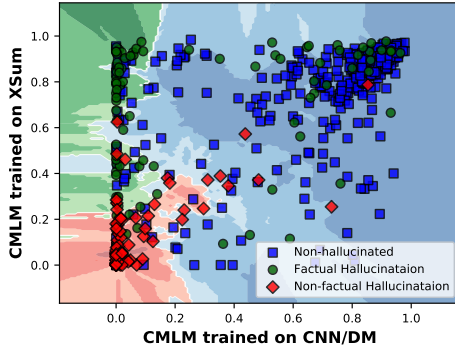 CMLM trained on XSum
1.0
0.8
0.6
0.4
0.2
0.0
Non-hallucinated
Factual Hallucinataion
Non-factual Hallucinataion
0.0 0.2 0.4 0.6 0.8 1.0
CMLM trained on CNN/DM